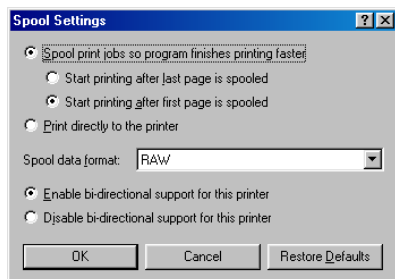 Spool Settings
Spool print jobs so program finishes printing faster
Start printing after last page is spooled
Start printing after first page is spooled
Print directly to the printer
Spool data format: RAW
Enable bi-directional support for this printer
Disable bi-directional support for this printer
OK Cancel Restore Defaults